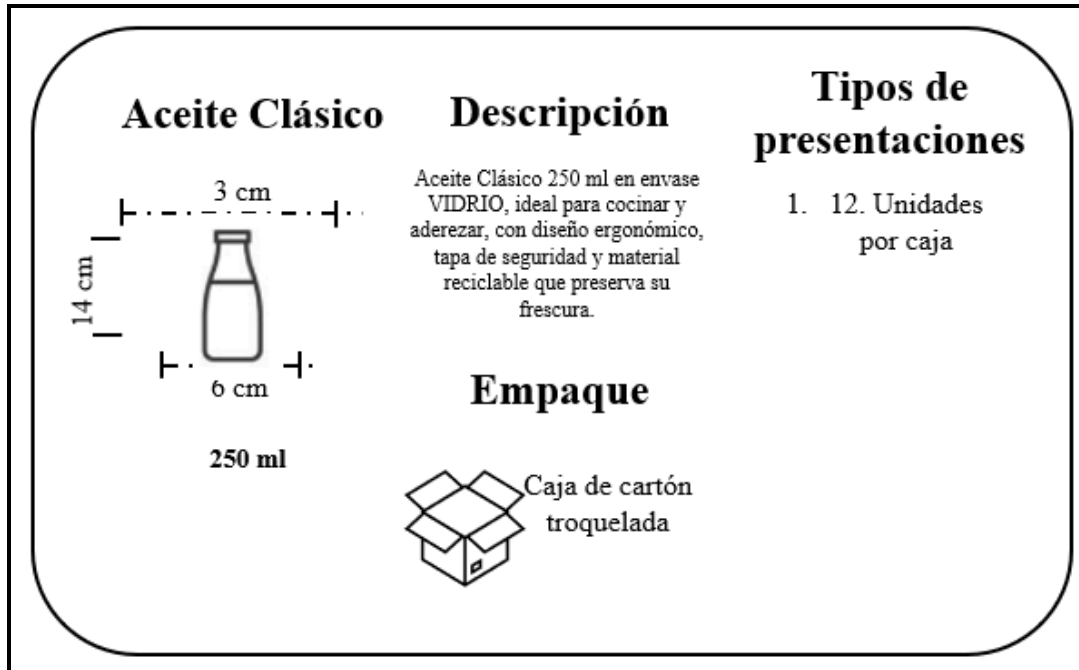 Aceite Clásico
3 cm
14 cm
6 cm
250 ml
Descripción
Aceite Clásico 250 ml en envase
VIDRIO, ideal para cocinar y
aderezar, con diseño ergonómico,
tapa de seguridad y material
reciclable que preserva su
frescura.
Empaque
Caja de cartón
troquelada
Tipos de
presentaciones
1. 12. Unidades
por caja